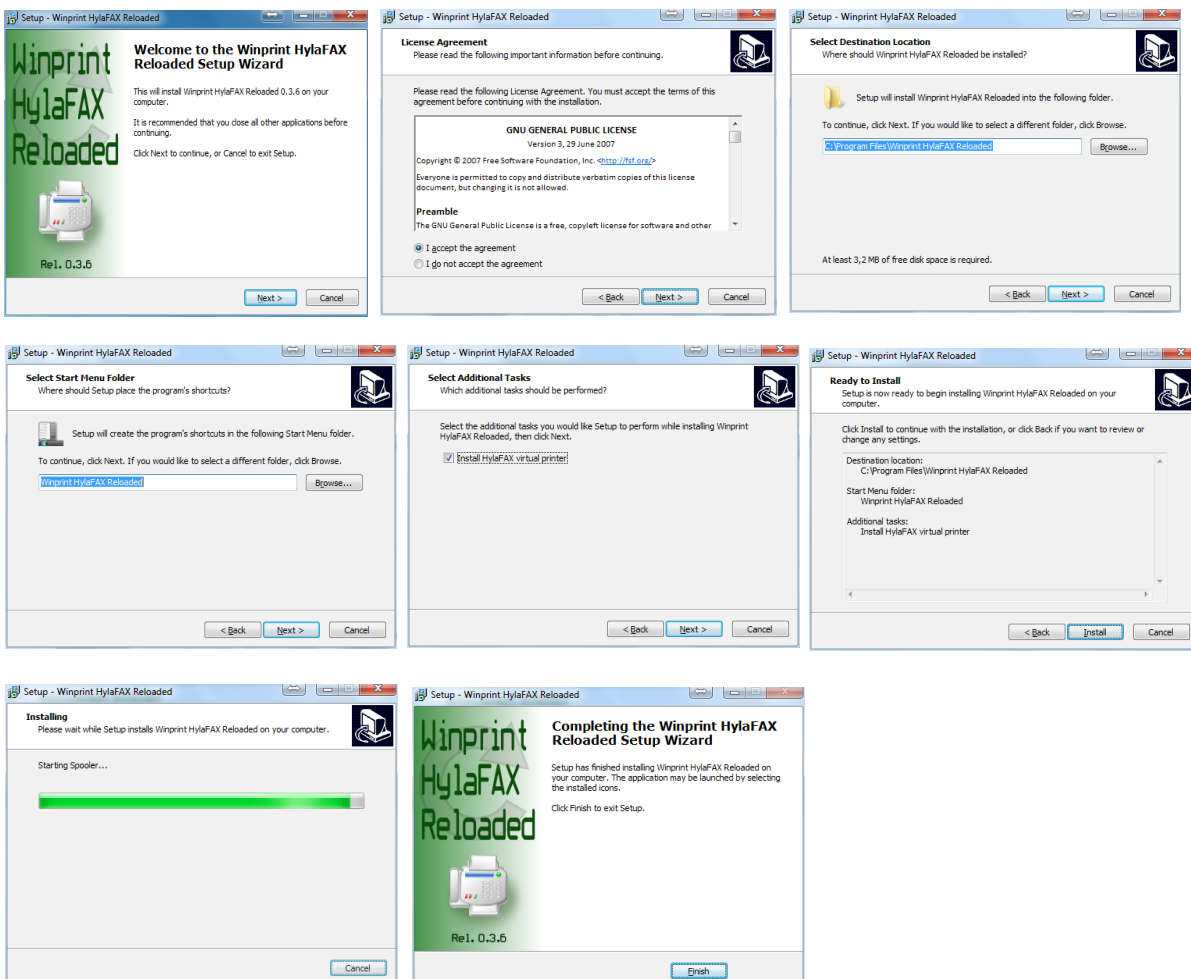 Setup - Winprint HylaFAX Reloaded
Winprint
HylaFAX
Reloaded
Rel. 0.3.6
Welcome to the Winprint HylaFAX
Reloaded Setup Wizard
This will install Winprint HylaFAX Reloaded 0.3.6 on your
computer.
It is recommended that you close all other applications before
continuing.
Click Next to continue, or Cancel to exit Setup.
Next >
Cancel
Setup - Winprint HylaFAX Reloaded
License Agreement
Please read the following important information before continuing.
Please read the following License Agreement. You must accept the terms of this
agreement before continuing with the installation.
GNU GENERAL PUBLIC LICENSE
Version 3, 29 June 2007
Copyright © 2007 Free Software Foundation, Inc. <http://fsf.org/>
Everyone is permitted to copy and distribute verbatim copies of this license
document, but changing it is not allowed.
Preamble
The GNU General Public License is a free, copyleft license for software and other
I accept the agreement
I do not accept the agreement
< Back
Next >
Cancel
Setup - Winprint HylaFAX Reloaded
Select Destination Location
Where should Winprint HylaFAX Reloaded be installed?
Setup will install Winprint HylaFAX Reloaded into the following folder.
To continue, click Next. If you would like to select a different folder, click Browse.
C:\Program Files\Winprint HylaFAX Reloaded
Browse...
At least 3,2 MB of free disk space is required.
< Back
Next >
Cancel
Setup - Winprint HylaFAX Reloaded
Select Start Menu Folder
Where should Setup place the program's shortcuts?
Setup will create the program's shortcuts in the following Start Menu folder.
To continue, click Next. If you would like to select a different folder, click Browse.
Winprint HylaFAX Reloaded
Browse...
< Back
Next >
Cancel
Setup - Winprint HylaFAX Reloaded
Select Additional Tasks
Which additional tasks should be performed?
Select the additional tasks you would like Setup to perform while installing Winprint
HylaFAX Reloaded, then click Next.
Install HylaFAX virtual printer
< Back
Next >
Cancel
Setup - Winprint HylaFAX Reloaded
Ready to Install
Setup is now ready to begin installing Winprint HylaFAX Reloaded on your
computer.
Click Install to continue with the installation, or click Back if you want to review or
change any settings.
Destination location:
C:\Program Files\Winprint HylaFAX Reloaded
Start Menu folder:
Winprint HylaFAX Reloaded
Additional tasks:
Install HylaFAX virtual printer
< Back
Install
Cancel
Setup - Winprint HylaFAX Reloaded
Installing
Please wait while Setup installs Winprint HylaFAX Reloaded on your computer.
Starting Spooler...
Cancel
Setup - Winprint HylaFAX Reloaded
Winprint
HylaFAX
Reloaded
Rel. 0.3.6
Completing the Winprint HylaFAX
Reloaded Setup Wizard
Setup has finished installing Winprint HylaFAX Reloaded on
your computer. The application may be launched by selecting
the installed icons.
Click Finish to exit Setup.
Finish